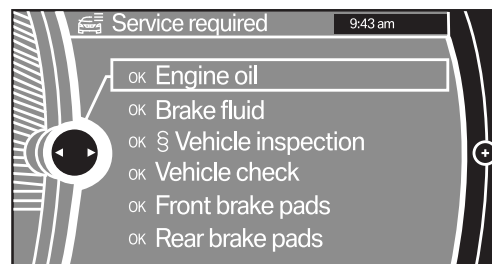 Service required 9:43 am
OK Engine oil
OK Brake fluid
OK § Vehicle inspection
OK Vehicle check
OK Front brake pads
OK Rear brake pads